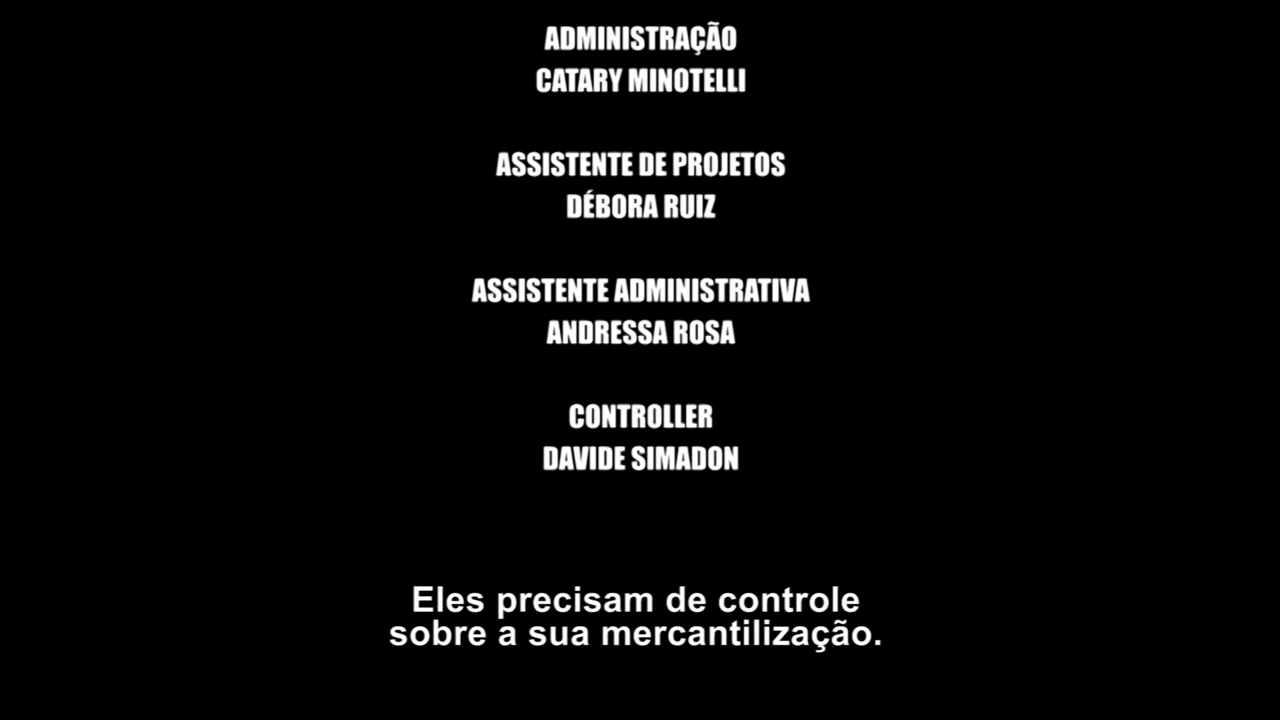 ADMINISTRAÇÃO
CATARY MINOTELLI
ASSISTENTE DE PROJETOS
DÉBORA RUIZ
ASSISTENTE ADMINISTRATIVA
ANDRESSA ROSA
CONTROLLER
DAVIDE SIMADON
Eles precisam de controle
sobre a sua mercantilização.